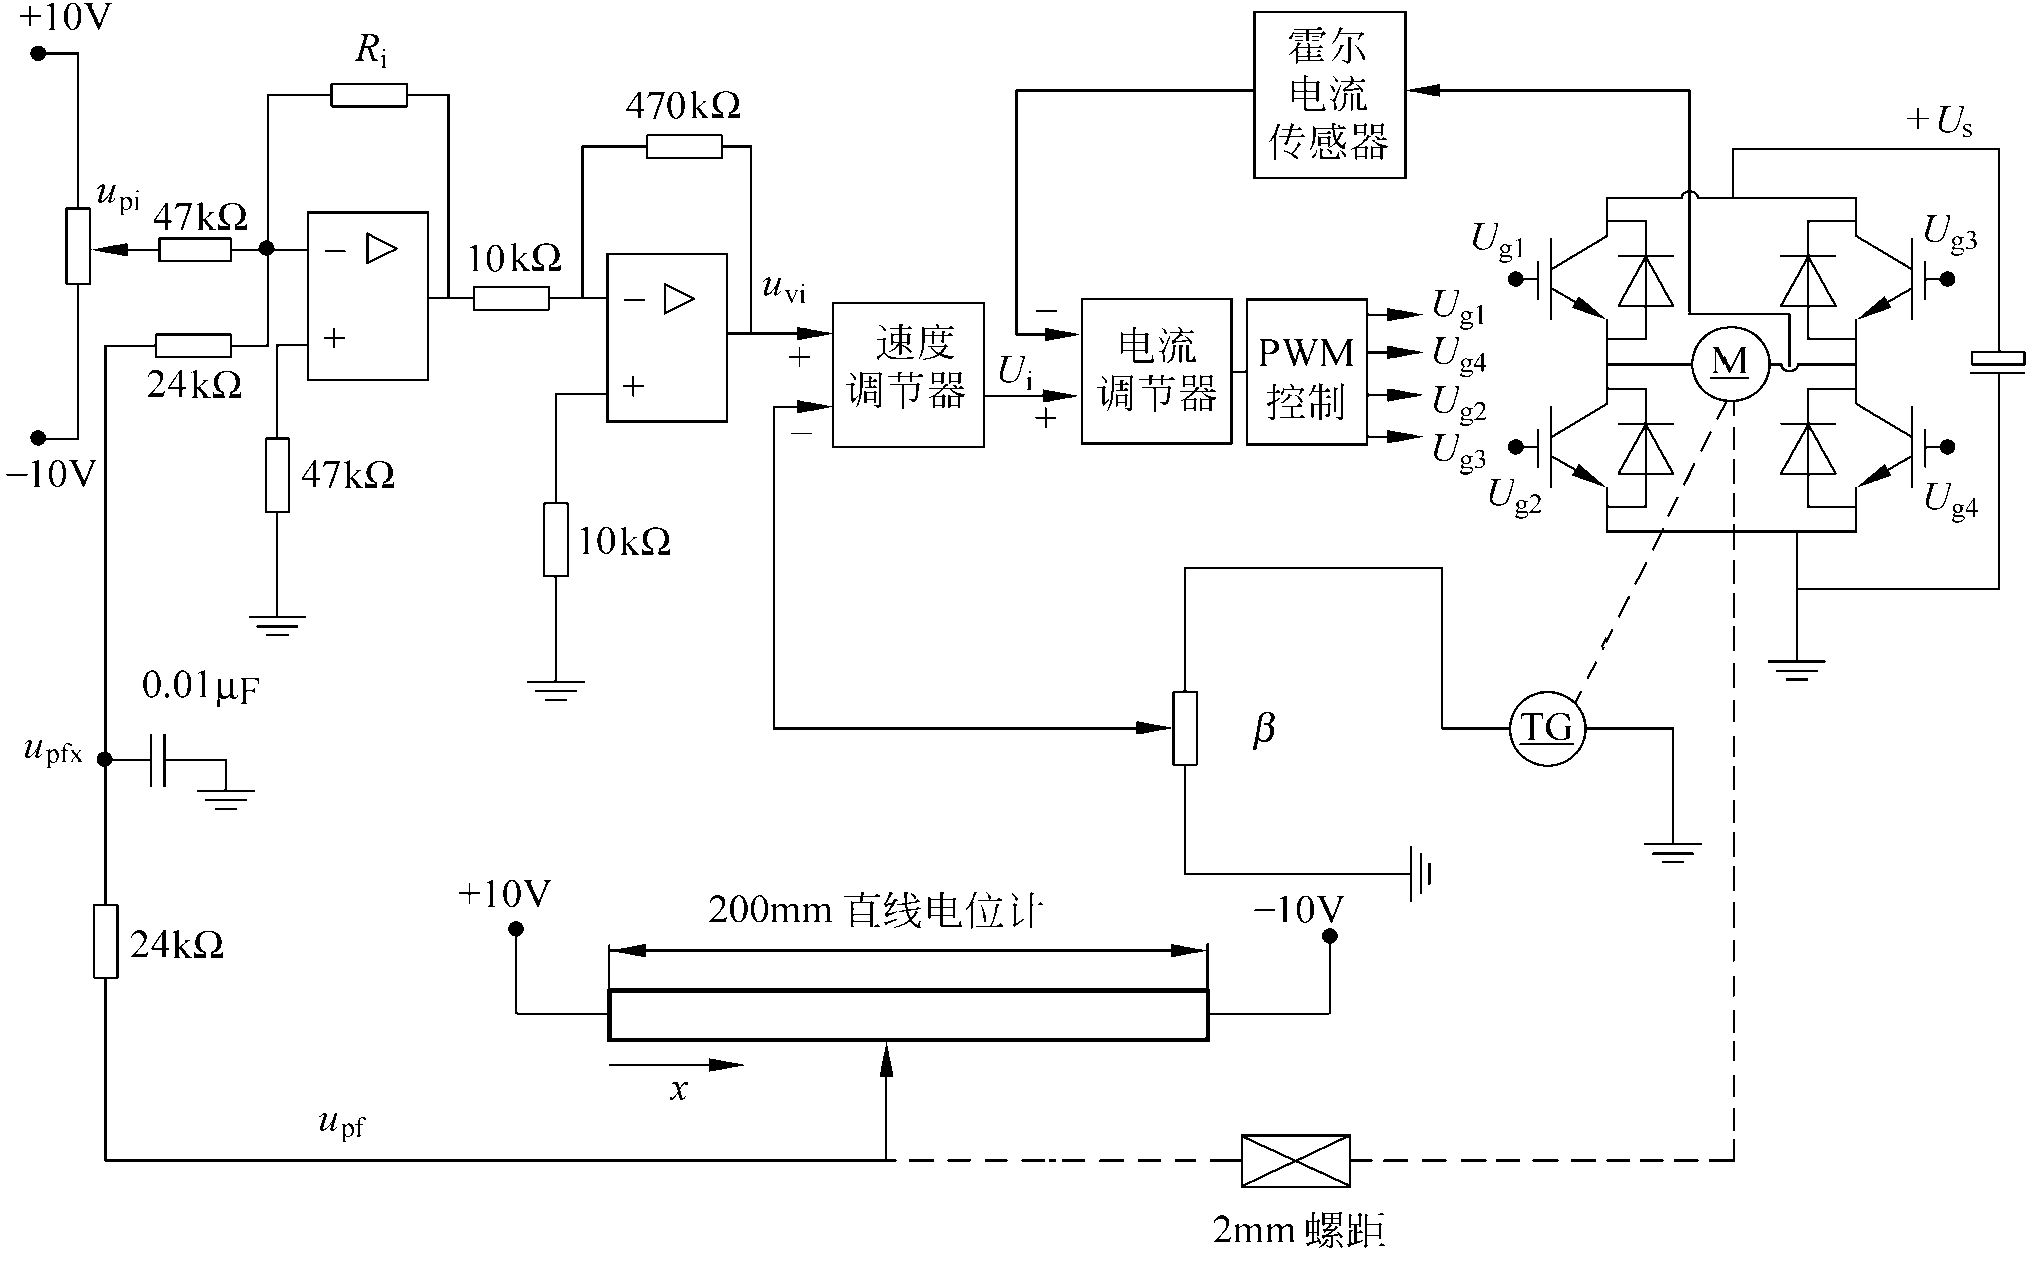 +10V
Ri
470kΩ
霍尔
电流
传感器
+Us
upi
47kΩ
−
+
10kΩ
−
+
uvi
+
−
速度
调节器
Ui
−
+
电流
调节器
PWM
控制
Ug1
Ug4
Ug2
Ug3
Ug1
Ug3
M
Ug2
Ug4
24kΩ
−10V
47kΩ
10kΩ
0.01μF
upfx
β
TG
24kΩ
+10V
200mm 直线电位计
−10V
x
upf
2mm 螺距